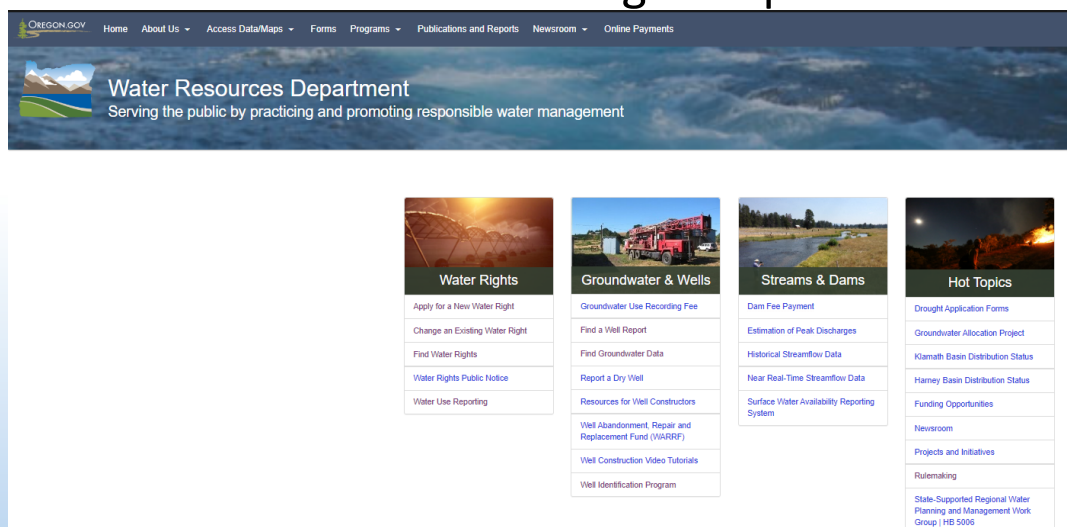 OREGON.GOV
Home About Us Access Data/Maps Forms Programs Publications and Reports Newsroom Online Payments
Water Resources Department
Serving the public by practicing and promoting responsible water management
Water Rights
Apply for a New Water Right
Change an Existing Water Right
Find Water Rights
Water Rights Public Notice
Water Use Reporting
Groundwater & Wells
Groundwater Use Recording Fee
Find a Well Report
Find Groundwater Data
Report a Dry Well
Resources for Well Constructors
Well Abandonment, Repair and
Replacement Fund (WARRF)
Well Construction Video Tutorials
Well Identification Program
Streams & Dams
Dam Fee Payment
Estimation of Peak Discharges
Historical Streamflow Data
Near Real-Time Streamflow Data
Surface Water Availability Reporting
System
Hot Topics
Drought Application Forms
Groundwater Allocation Project
Klamath Basin Distribution Status
Harney Basin Distribution Status
Funding Opportunities
Newsroom
Projects and Initiatives
Rulemaking
State-Supported Regional Water
Planning and Management Work
Group | HB 5006